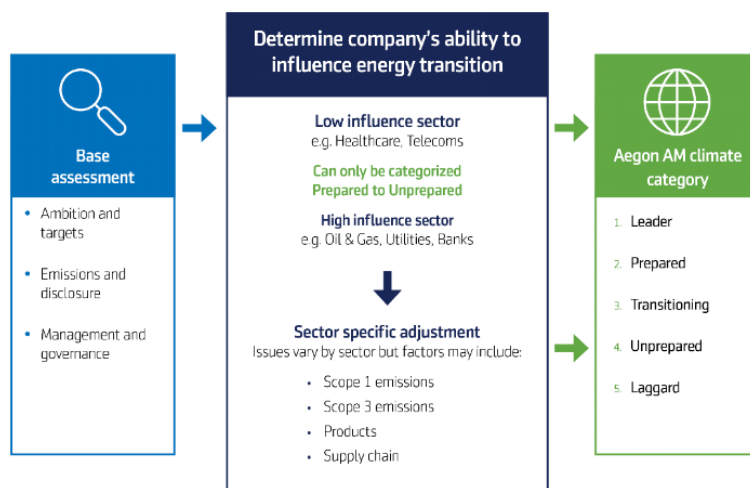 Base
assessment
• Ambition and
targets
• Emissions and
disclosure
• Management and
governance
Determine company's ability to
influence energy transition
Low influence sector
e.g. Healthcare, Telecoms
Can only be categorized
Prepared to Unprepared
High influence sector
e.g. Oil & Gas, Utilities, Banks
Sector specific adjustment
Issues vary by sector but factors may include:
• Scope 1 emissions
• Scope 3 emissions
• Products
• Supply chain
Aegon AM climate
category
1. Leader
2. Prepared
3. Transitioning
4. Unprepared
5. Laggard